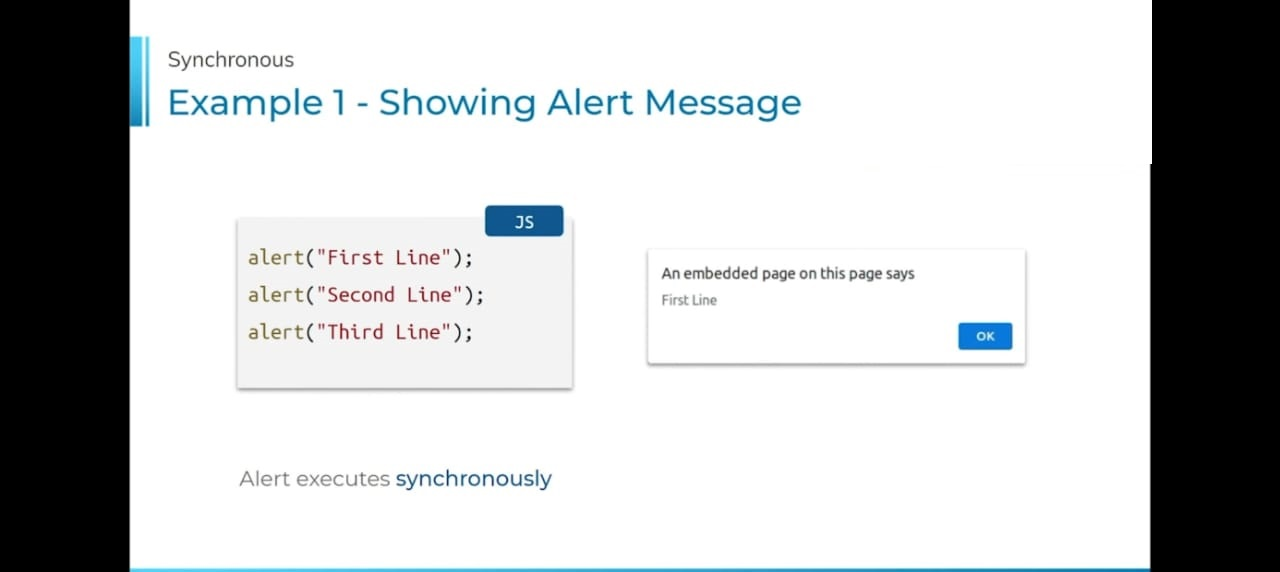 Synchronous
Example 1 - Showing Alert Message
JS
alert("First Line");
alert("Second Line");
alert("Third Line");
An embedded page on this page says
First Line
OK
Alert executes synchronously